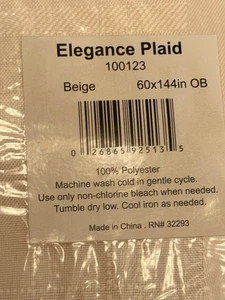 Elegance Plaid
100123
Beige 60x144in OB
0 26865 92513 5
100% Polyester
Machine wash cold in gentle cycle.
Use only non-chlorine bleach when needed.
Tumble dry low. Cool iron as needed.
Made in China . RN# 32293